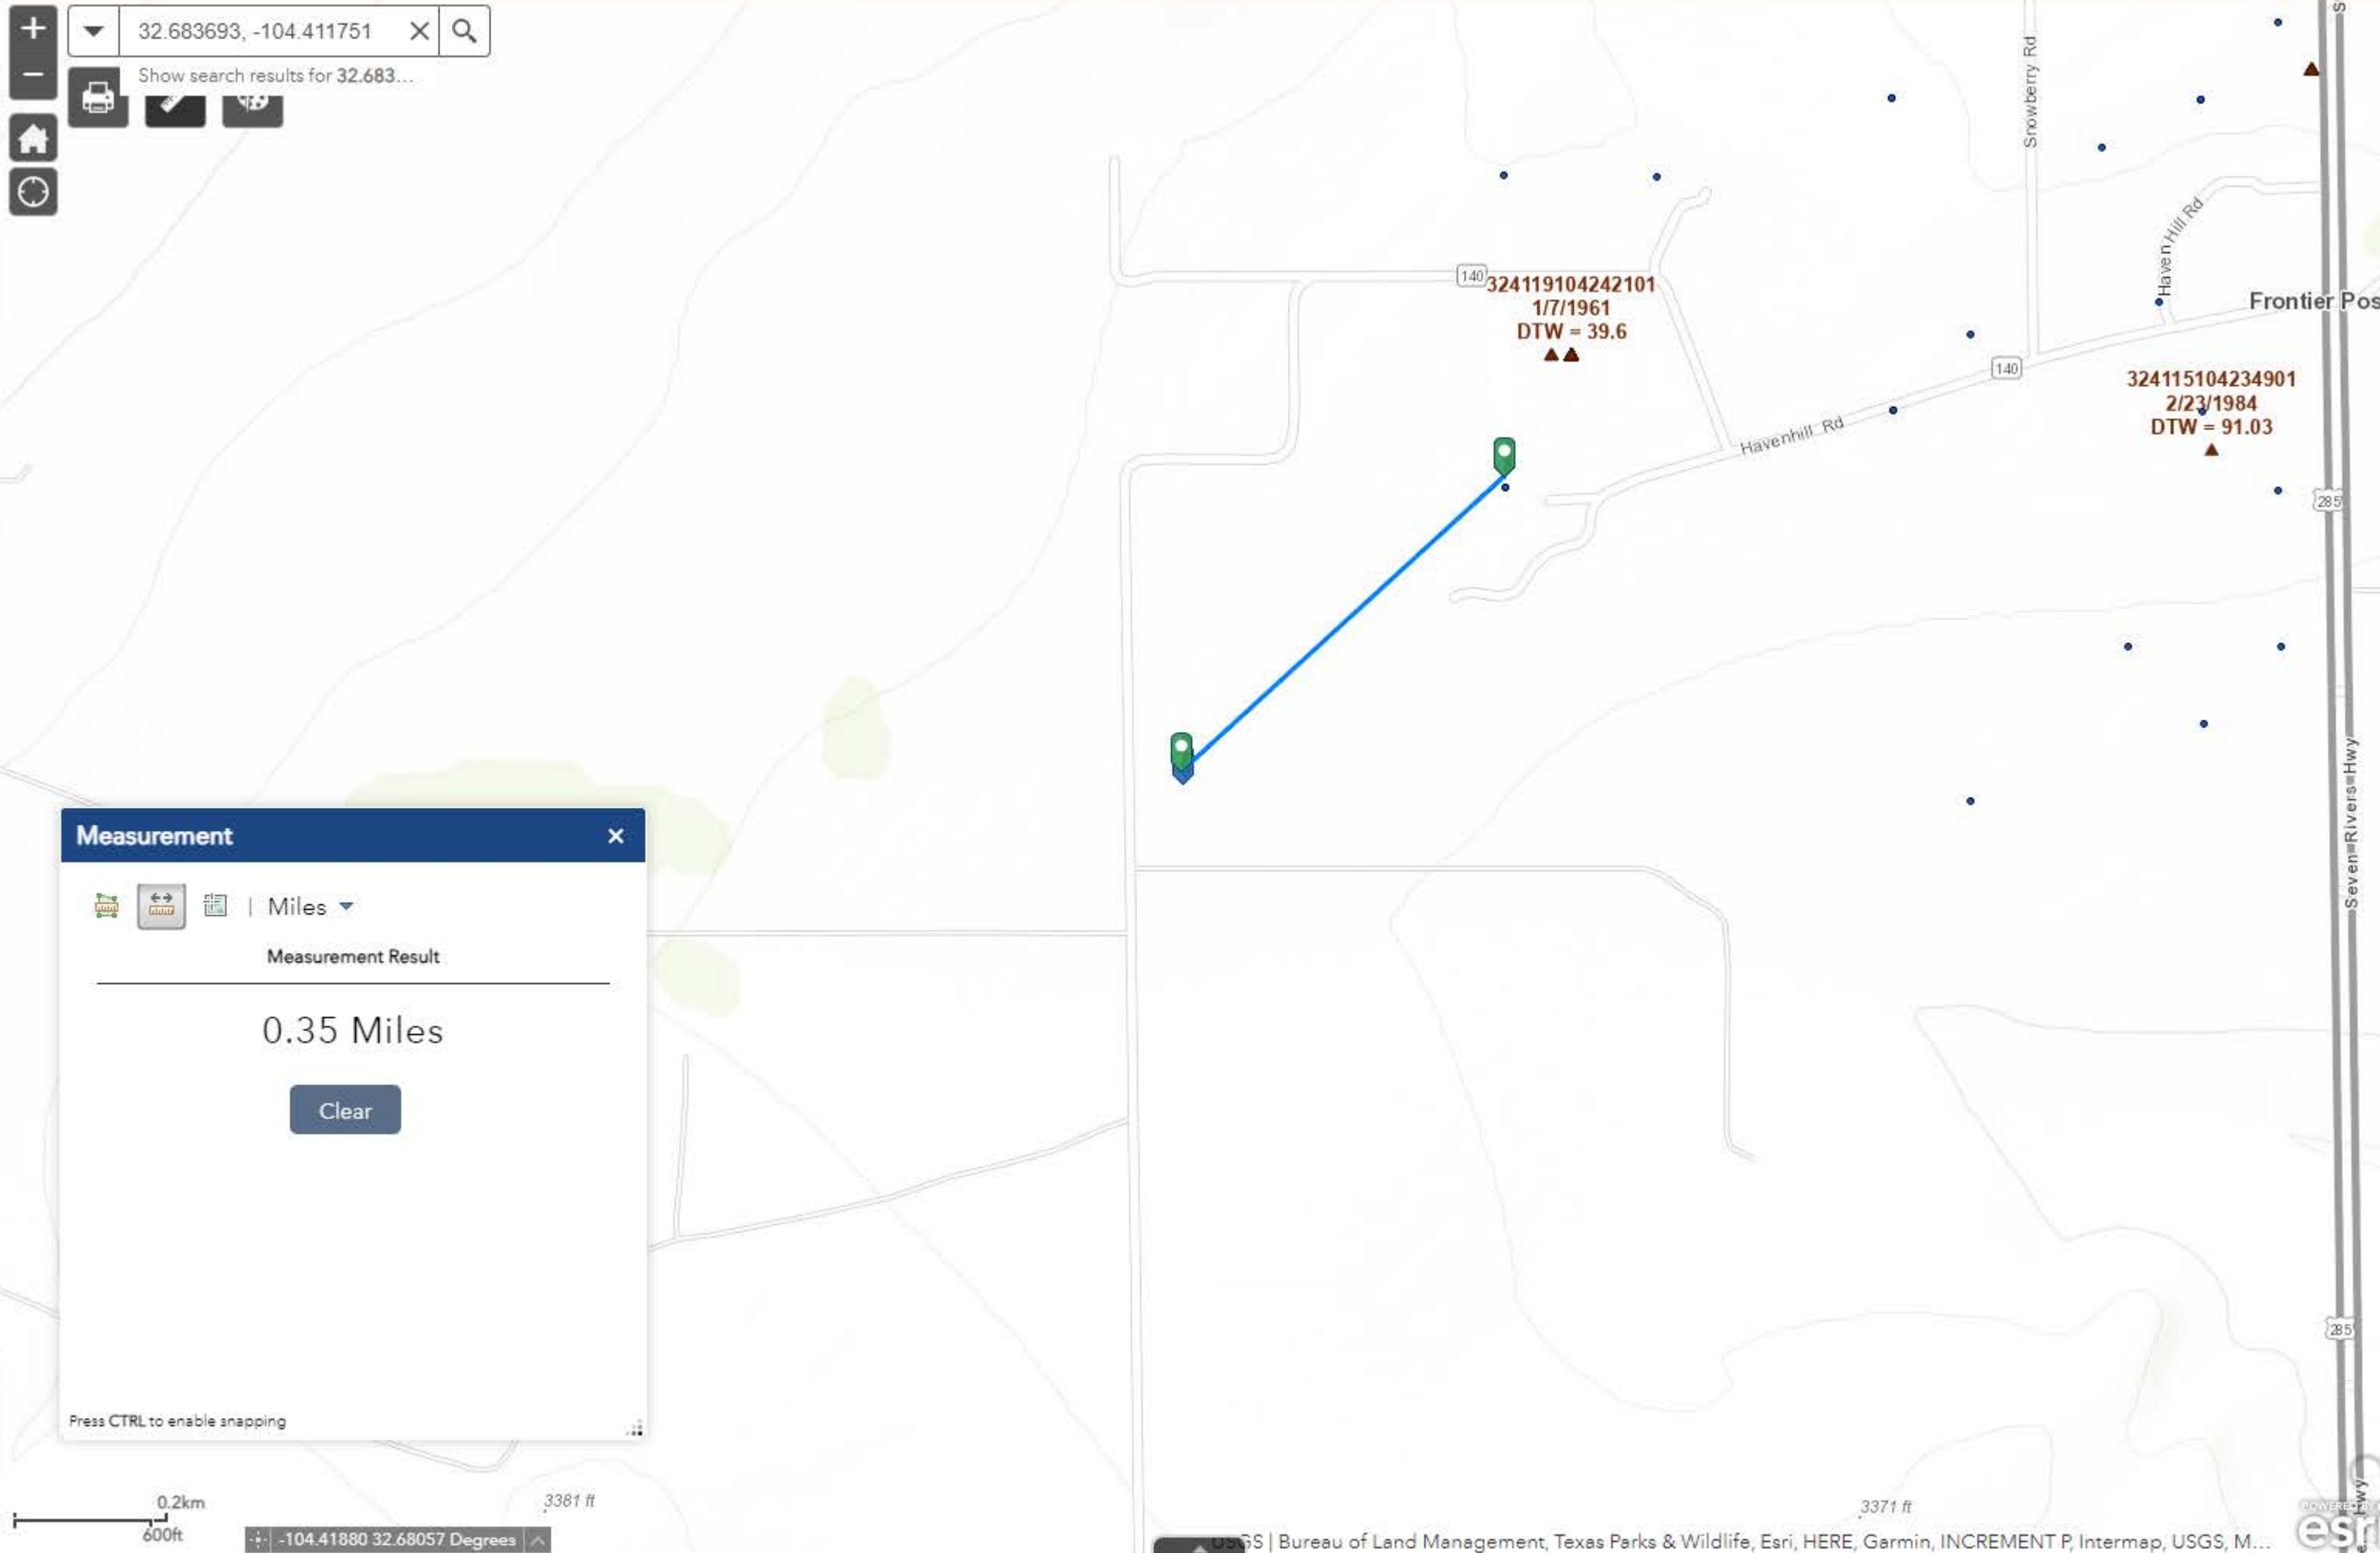 32.683693, -104.411751
Show search results for 32.683...
Snowberry Rd
Haven Hill Rd
140
324119104242101
1/7/1961
DTW = 39.6
Frontier Pos
140
324115104234901
2/23/1984
DTW = 91.03
Havenhill Rd
285
Seven Rivers Hwy
Measurement
Miles
Measurement Result
0.35 Miles
Clear
Press CTRL to enable snapping
285
0.2km
600ft
3381 ft
3371 ft
Hwy
-104.41880 32.68057 Degrees
USGS | Bureau of Land Management, Texas Parks & Wildlife, Esri, HERE, Garmin, INCREMENT P, Intermap, USGS, M...
POWERED BY
esri